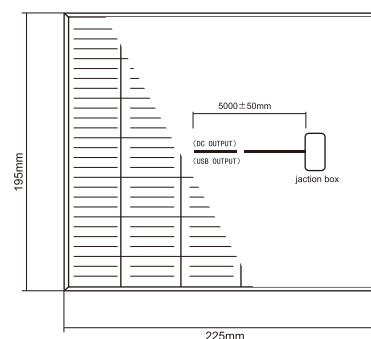 5000±50mm
(DC OUTPUT)
(USB OUTPUT)
jaction box
195mm
225mm